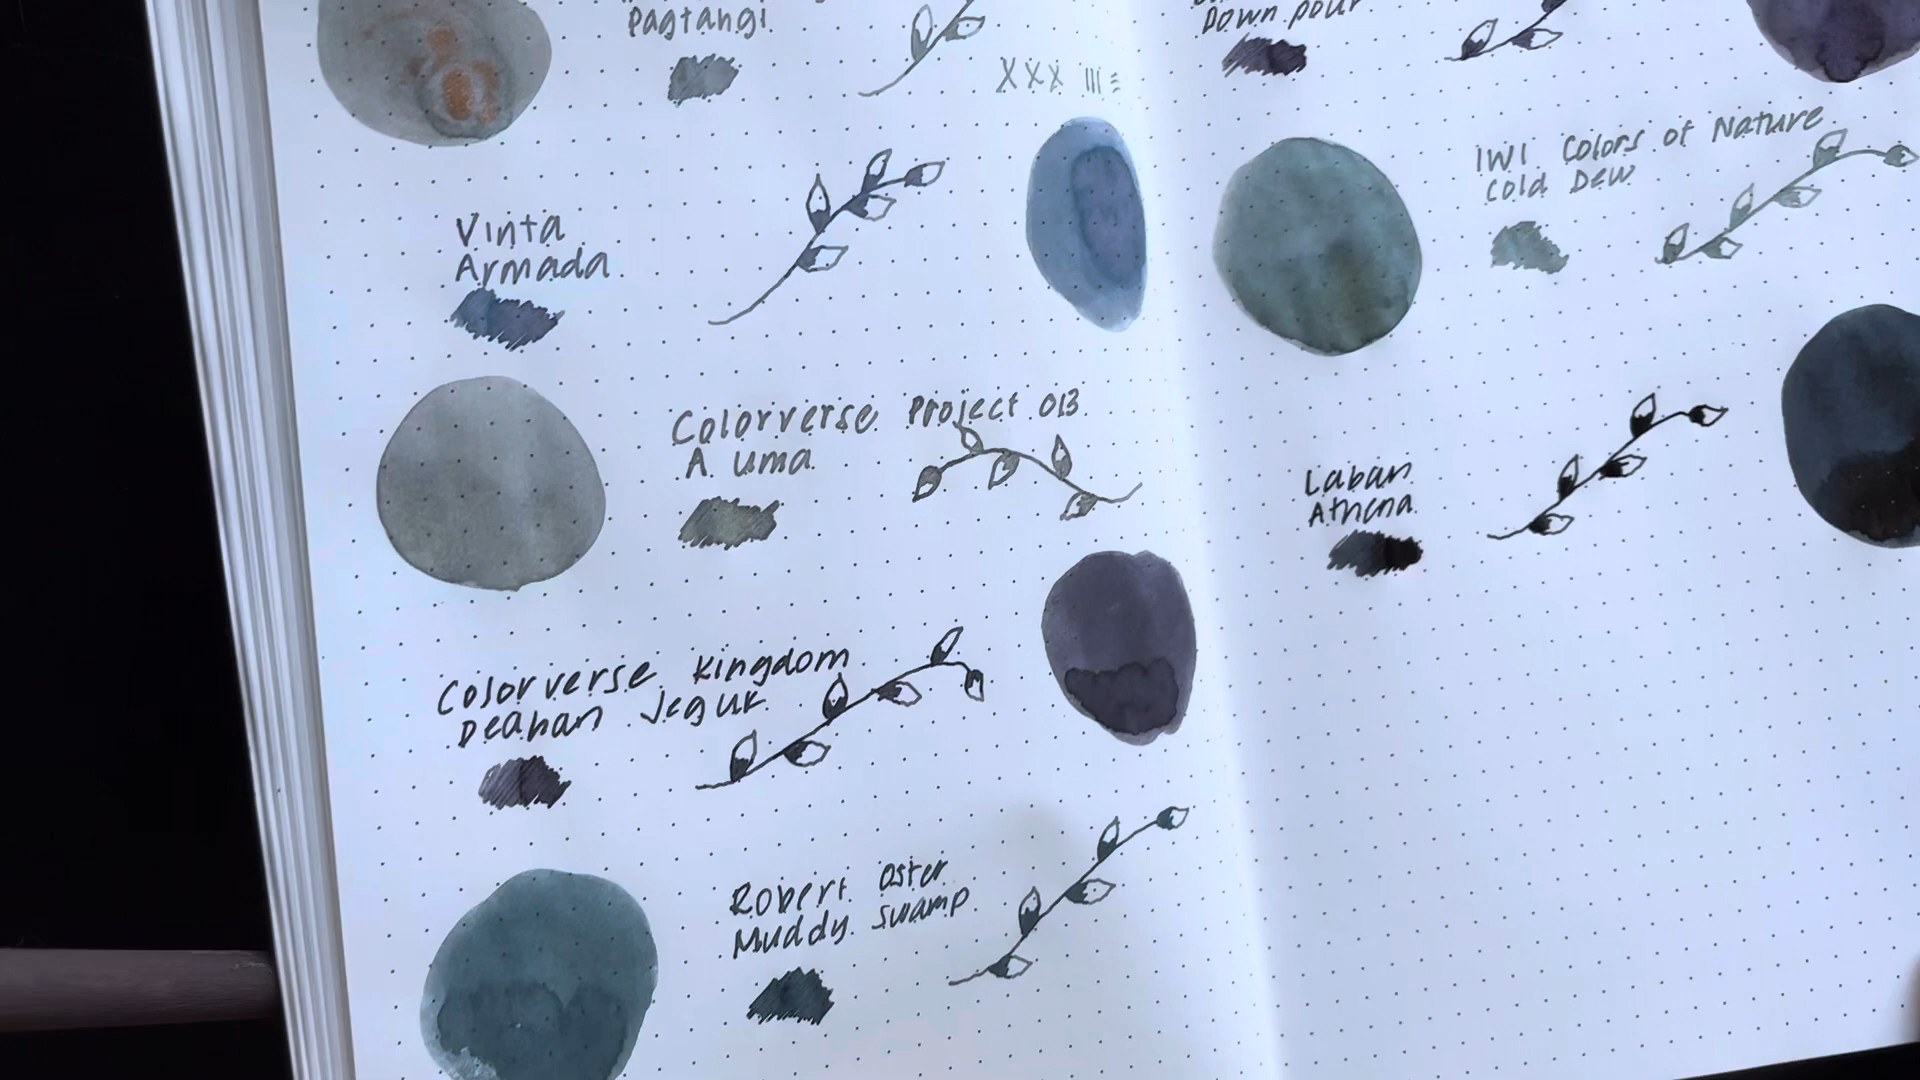 Pagtangi
XXX III
Vinta
Armada
Colorverse Project 013
A. uma
Colorverse Kingdom
Deahan Jeguk
Robert Oster
Muddy Swamp
Down pour
IWI Colors of Nature
Cold Dew
Laban
Athena